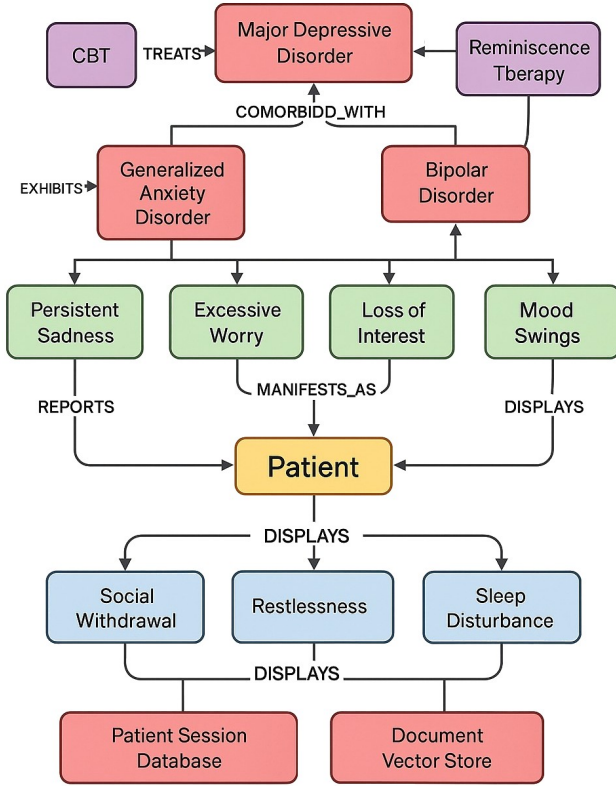 CBT
TREATS
Major Depressive
Disorder
Reminiscence
Tberapy
COMORBIDD_WITH
EXHIBITS
Generalized
Anxiety
Disorder
Bipolar
Disorder
Persistent
Sadness
Excessive
Worry
Loss of
Interest
Mood
Swings
REPORTS
MANIFESTS_AS
DISPLAYS
Patient
DISPLAYS
Social
Withdrawal
Restlessness
Sleep
Disturbance
DISPLAYS
Patient Session
Database
Document
Vector Store